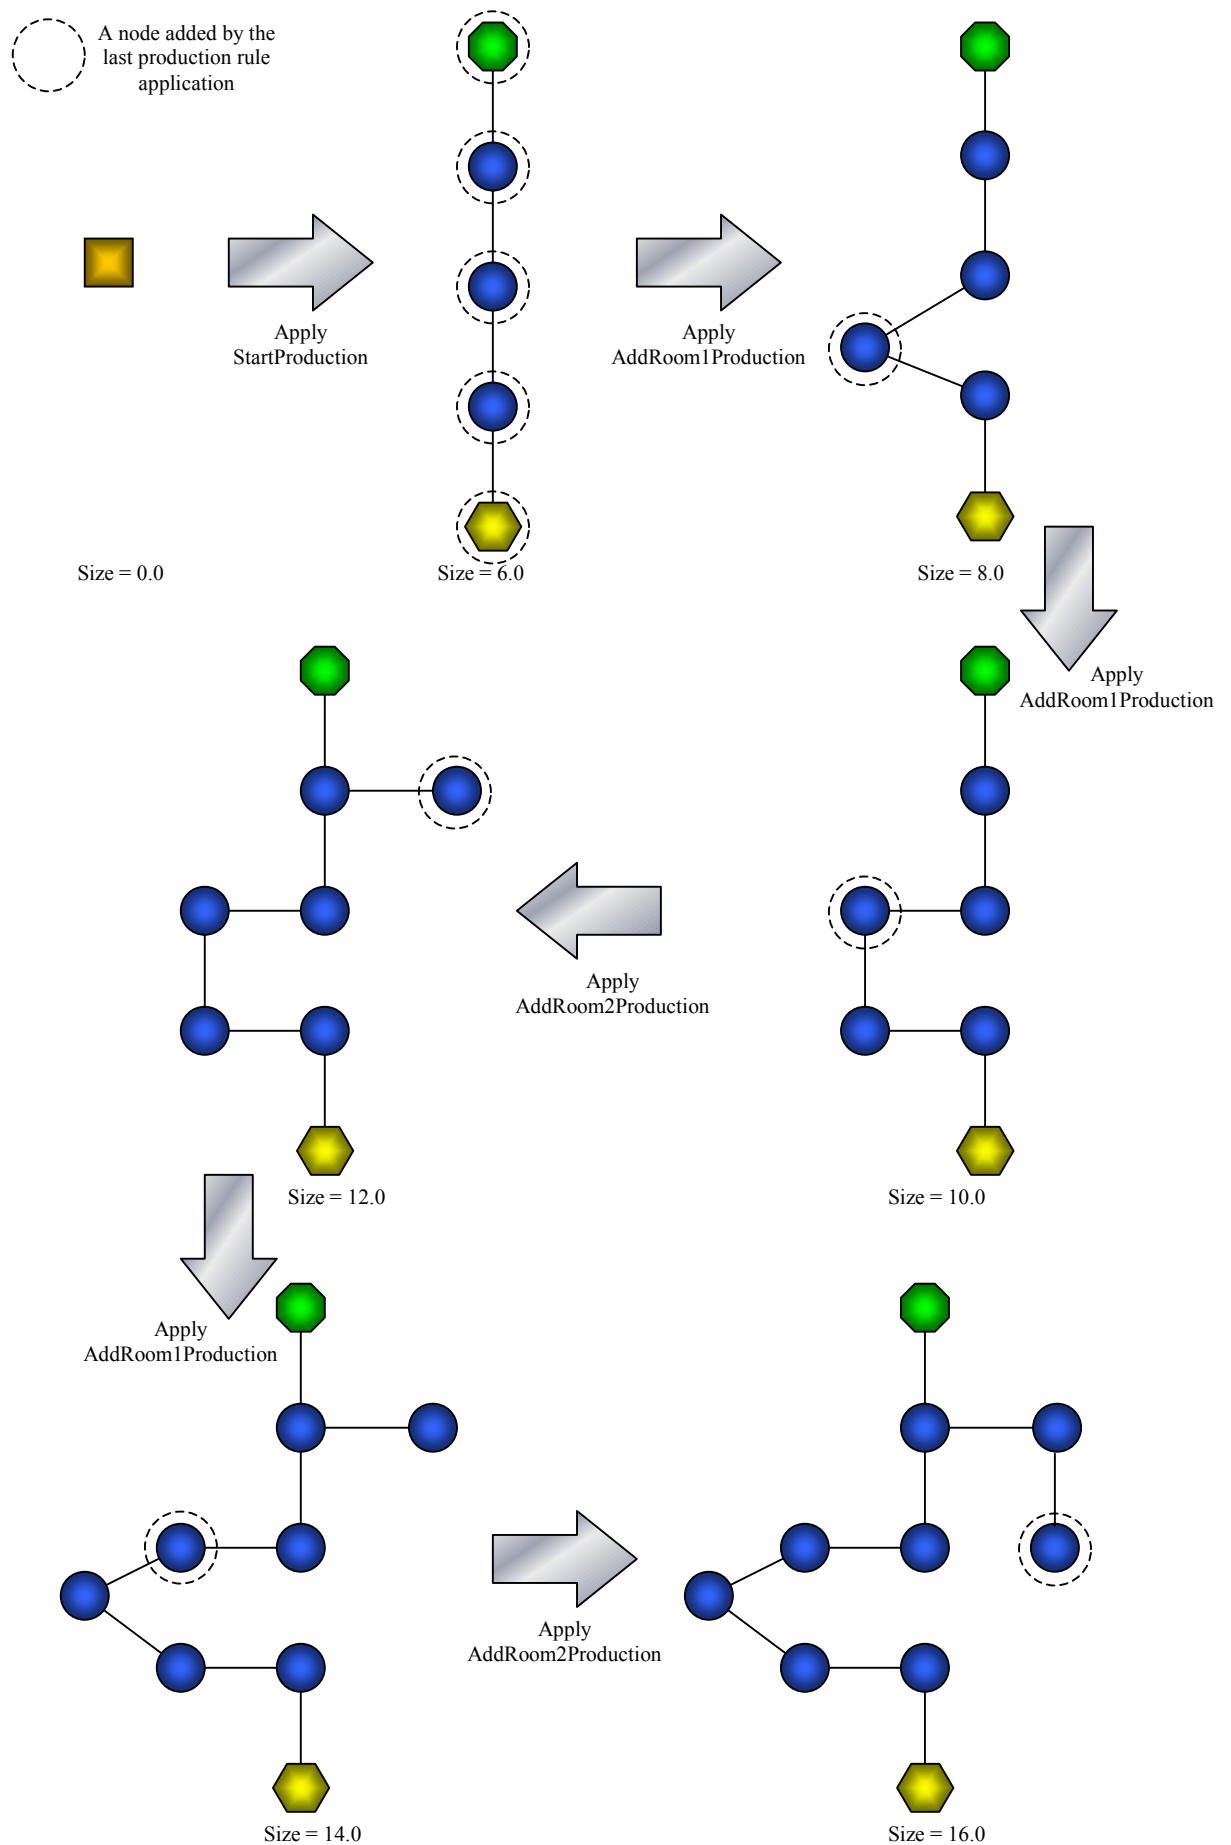 A node added by the
last production rule
application
Apply
StartProduction
Apply
AddRoom1Production
Size = 0.0
Size = 6.0
Size = 8.0
Apply
AddRoom1Production
Apply
AddRoom2Production
Size = 12.0
Size = 10.0
Apply
AddRoom1Production
Apply
AddRoom2Production
Size = 14.0
Size = 16.0